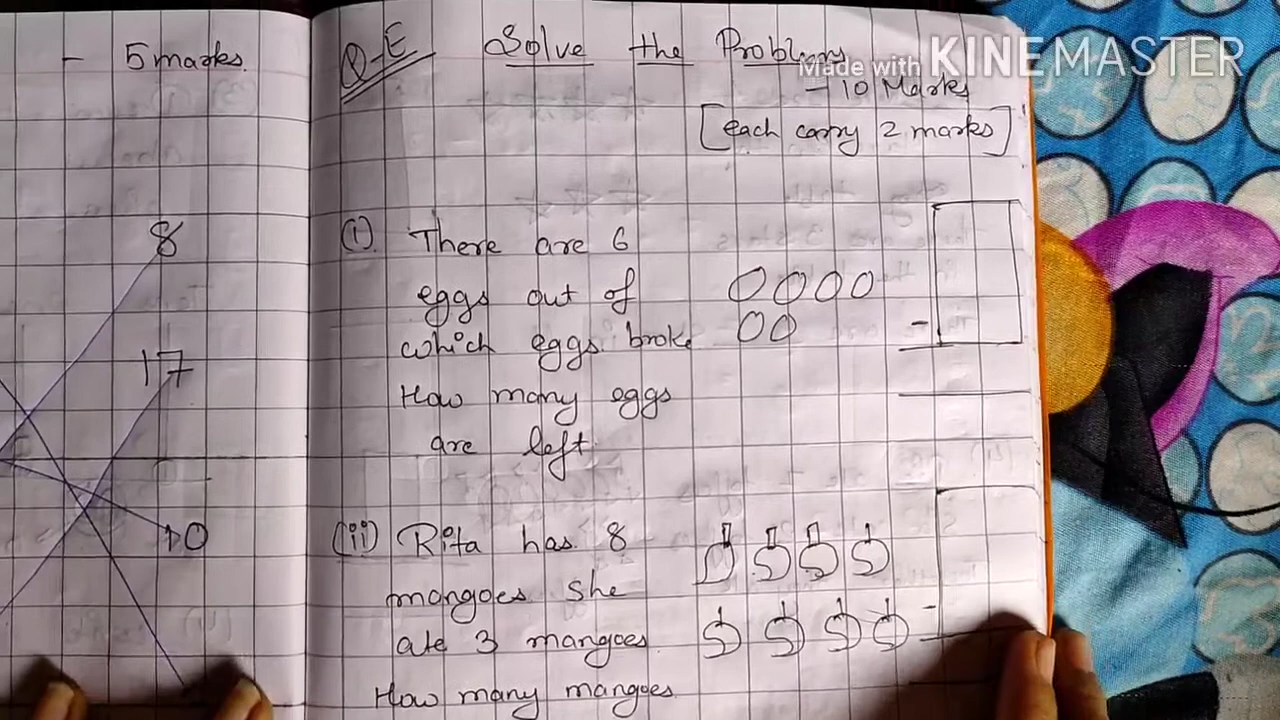 - 5 marks.
8
17
10
Q-E Solve the Problem
- 10 Marks
[each carry 2 marks]
(i). There are 6
eggs out of
which eggs broke
How many eggs
are left
(ii) Rita has 8
mangoes she
ate 3 mangoes.
How many mangoes
Made with KINEMASTER